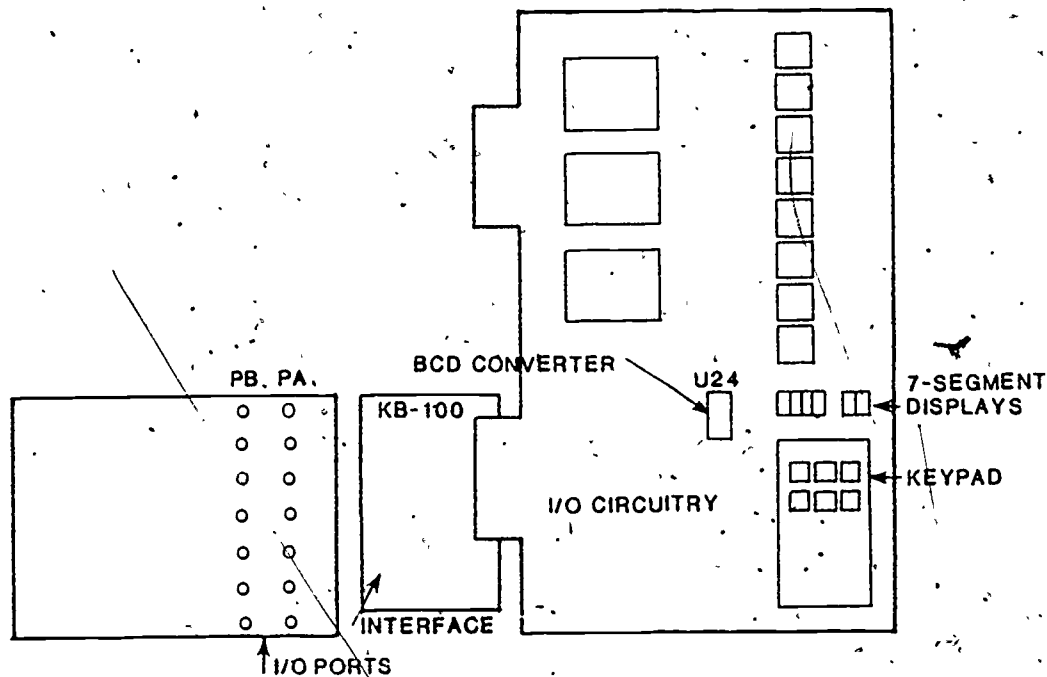 BCD CONVERTER
U24
7-SEGMENT
DISPLAYS
PB. PA.
KB-100
KEYPAD
I/O CIRCUITRY
INTERFACE
I/O PORTS